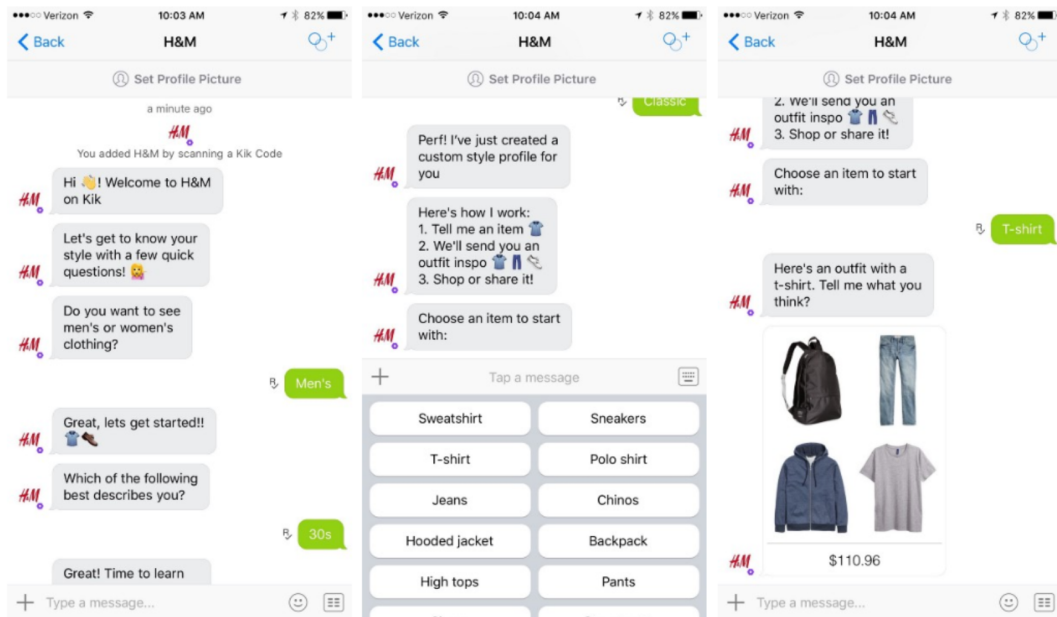 Verizon
10:03 AM
82%
Back
H&M
Set Profile Picture
a minute ago
H&M
You added H&M by scanning a Kik Code
Hi 👋! Welcome to H&M
on Kik
H&M
Let's get to know your
style with a few quick
questions! 🙋
H&M
Do you want to see
men's or women's
clothing?
H&M
R
Men's
Great, lets get started!!
👕👞
H&M
Which of the following
best describes you?
H&M
R
30s
Great! Time to learn
Type a message...
Verizon
10:04 AM
82%
Back
H&M
Set Profile Picture
R
Classic
Perf! I've just created a
custom style profile for
you
H&M
Here's how I work:
1. Tell me an item 👕
2. We'll send you an
outfit inspo 👕 👖 👟
3. Shop or share it!
H&M
Choose an item to start
with:
H&M
Tap a message
Sweatshirt
Sneakers
T-shirt
Polo shirt
Jeans
Chinos
Hooded jacket
Backpack
High tops
Pants
Verizon
10:04 AM
82%
Back
H&M
Set Profile Picture
2. We'll send you an
outfit inspo 👕 👖 👟
3. Shop or share it!
H&M
Choose an item to start
with:
H&M
R
T-shirt
Here's an outfit with a
t-shirt. Tell me what you
think?
H&M
$110.96
H&M
Type a message...